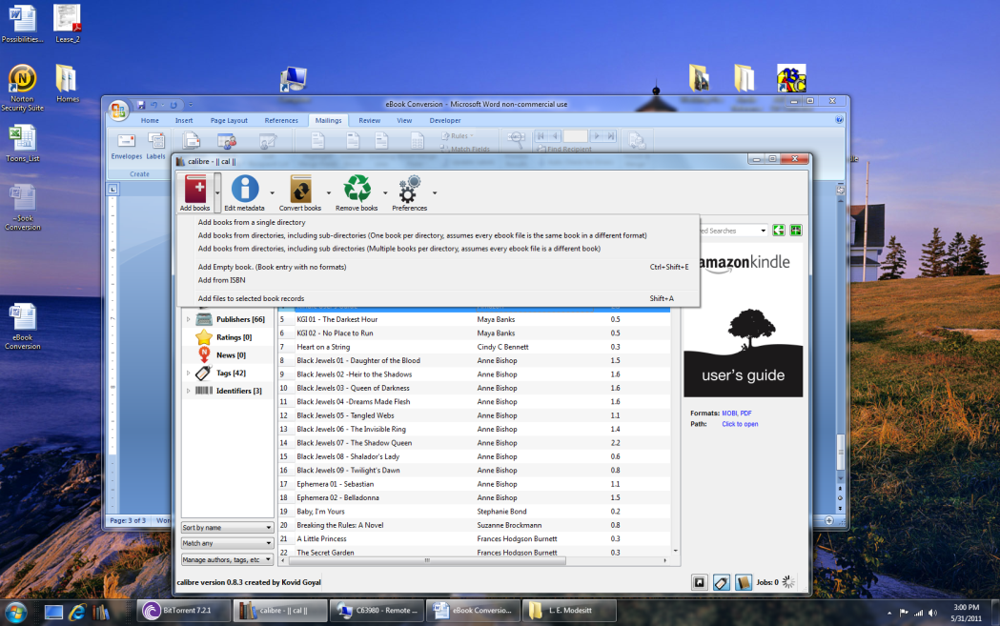 Possibilities...
Lease_2
Norton
Security Suite
Homes
Toons_List
~$ook
Conversion
eBook
Conversion
eBook Conversion - Microsoft Word non-commercial use
Home Insert Page Layout References Mailings Review View Developer
Envelopes Labels
Rules
Match Fields
Find Recipient
Create
calibre - || cal ||
Add books Edit metadata Convert books Remove books Preferences
Add books from a single directory
Add books from directories, including sub-directories (One book per directory, assumes every ebook file is the same book in a different format)
Add books from directories, including sub directories (Multiple books per directory, assumes every ebook file is a different book)
Add Empty book. (Book entry with no formats) Ctrl+Shift+E
Add from ISBN
Add files to selected book records Shift+A
ed Searches
amazonkindle
user's guide
Formats: MOBI, PDF
Path: Click to open
Publishers [66]
Ratings [0]
News [0]
Tags [42]
Identifiers [3]
5 KGI 01 - The Darkest Hour Maya Banks 0.5
6 KGI 02 - No Place to Run Maya Banks 0.5
7 Heart on a String Cindy C Bennett 0.3
8 Black Jewels 01 - Daughter of the Blood Anne Bishop 1.5
9 Black Jewels 02 -Heir to the Shadows Anne Bishop 1.6
10 Black Jewels 03 - Queen of Darkness Anne Bishop 1.6
11 Black Jewels 04 -Dreams Made Flesh Anne Bishop 1.6
12 Black Jewels 05 - Tangled Webs Anne Bishop 1.1
13 Black Jewels 06 - The Invisible Ring Anne Bishop 1.4
14 Black Jewels 07 - The Shadow Queen Anne Bishop 2.2
15 Black Jewels 08 - Shalador's Lady Anne Bishop 0.6
16 Black Jewels 09 - Twilight's Dawn Anne Bishop 0.8
17 Ephemera 01 - Sebastian Anne Bishop 1.1
18 Ephemera 02 - Belladonna Anne Bishop 1.5
19 Baby, I'm Yours Stephanie Bond 0.2
20 Breaking the Rules: A Novel Suzanne Brockmann 0.8
21 A Little Princess Frances Hodgson Burnett 0.3
22 The Secret Garden Frances Hodgson Burnett 0.3
Sort by name
Match any
Manage authors, tags, etc
Page: 3 of 3 Wor
calibre version 0.8.3 created by Kovid Goyal
Jobs: 0
BitTorrent 7.2.1
calibre - || cal ||
C63980 - Remote ...
eBook Conversio...
L. E. Modesitt
3:00 PM
5/31/2011